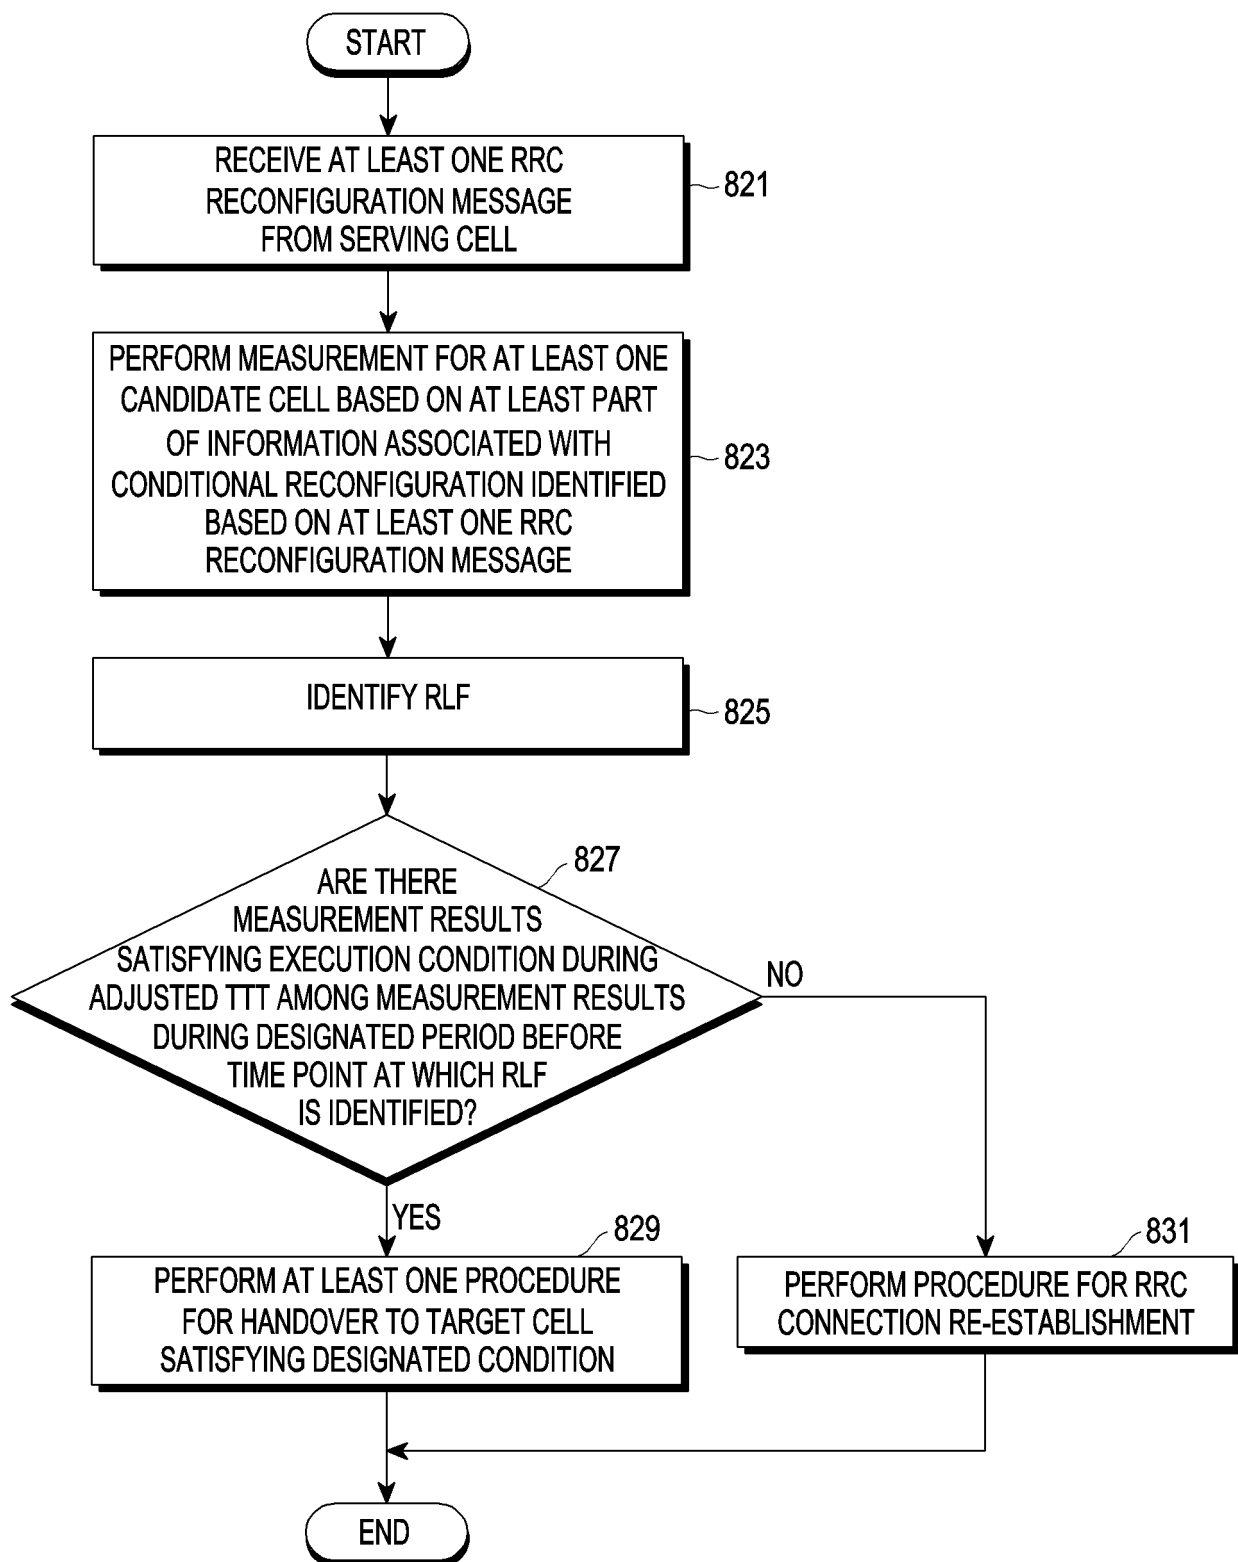 START
RECEIVE AT LEAST ONE RRC
RECONFIGURATION MESSAGE
FROM SERVING CELL
821
PERFORM MEASUREMENT FOR AT LEAST ONE
CANDIDATE CELL BASED ON AT LEAST PART
OF INFORMATION ASSOCIATED WITH
CONDITIONAL RECONFIGURATION IDENTIFIED
BASED ON AT LEAST ONE RRC
RECONFIGURATION MESSAGE
823
IDENTIFY RLF
825
827
ARE THERE
MEASUREMENT RESULTS
SATISFYING EXECUTION CONDITION DURING
ADJUSTED TTT AMONG MEASUREMENT RESULTS
DURING DESIGNATED PERIOD BEFORE
TIME POINT AT WHICH RLF
IS IDENTIFIED?
NO
YES
829
PERFORM AT LEAST ONE PROCEDURE
FOR HANDOVER TO TARGET CELL
SATISFYING DESIGNATED CONDITION
831
PERFORM PROCEDURE FOR RRC
CONNECTION RE-ESTABLISHMENT
END